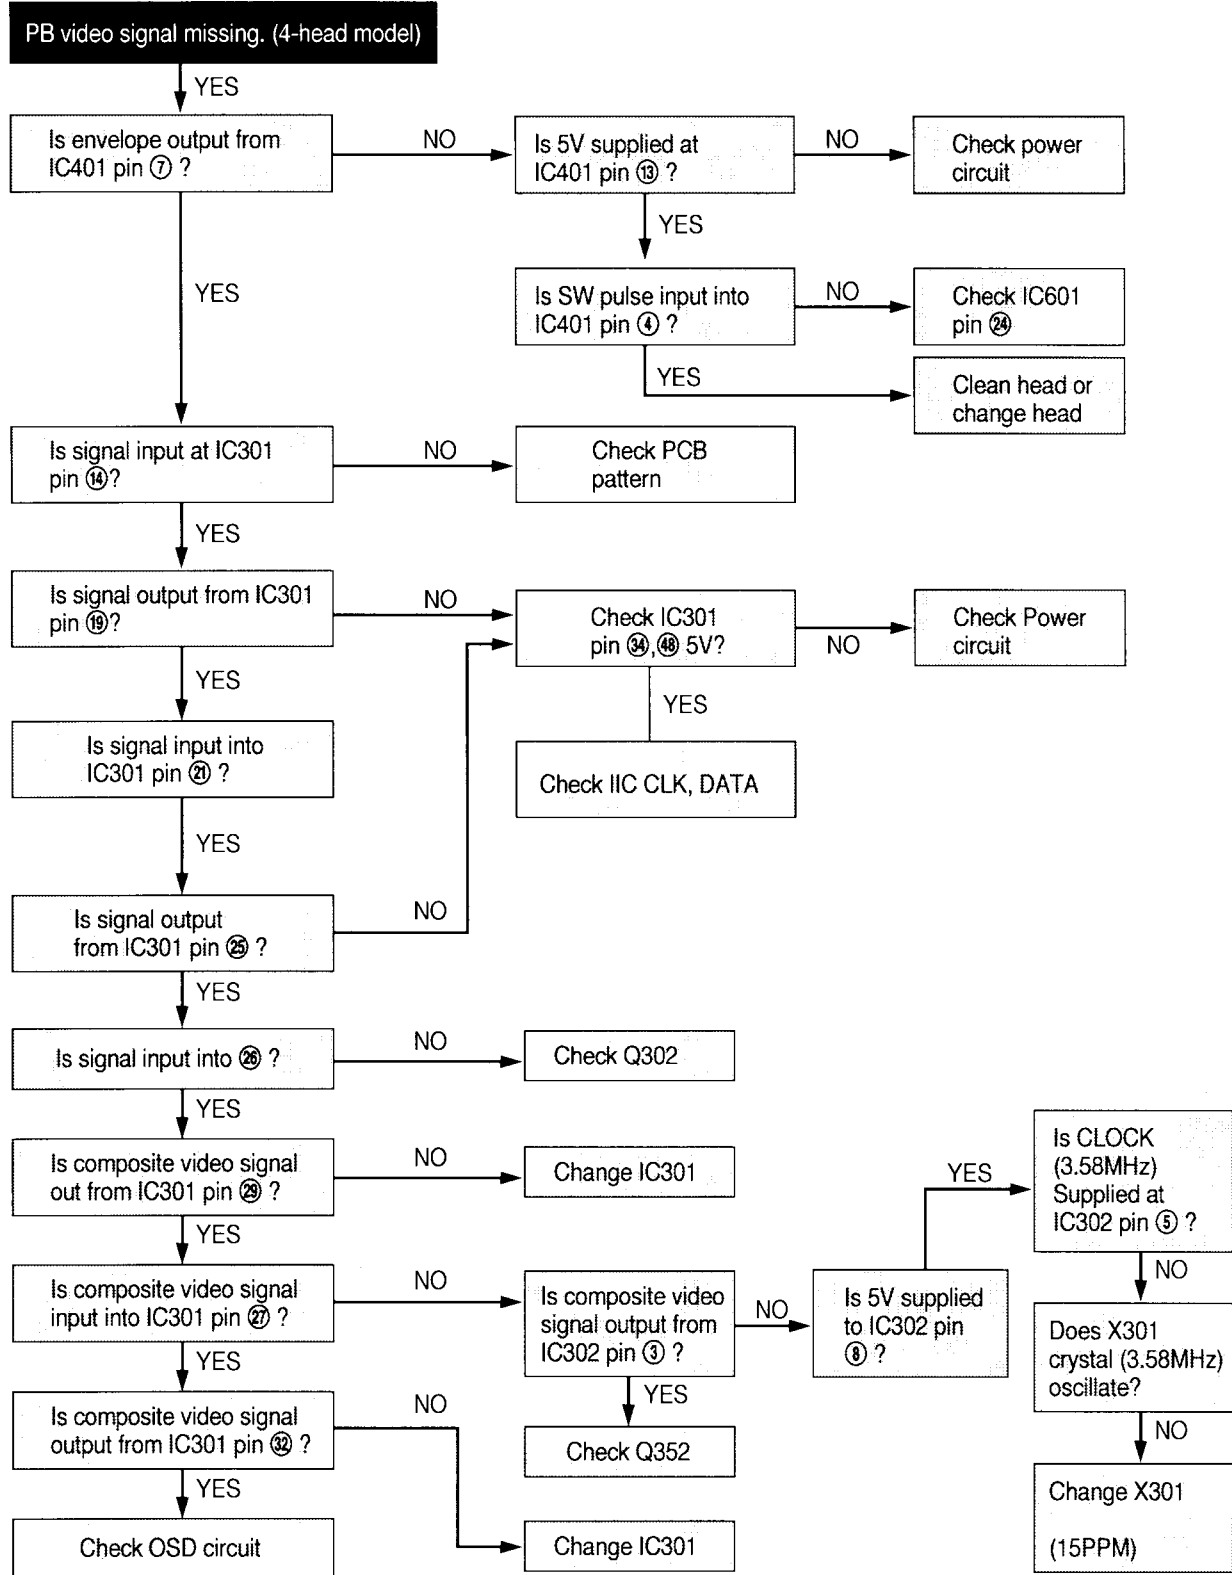 PB video signal missing. (4-head model)
YES
Is envelope output from
IC401 pin ⑦ ?
NO
Is 5V supplied at
IC401 pin ⑬ ?
NO
Check power
circuit
YES
YES
Is SW pulse input into
IC401 pin ④ ?
NO
Check IC601
pin ㉔
YES
Clean head or
change head
Is signal input at IC301
pin ⑭?
NO
Check PCB
pattern
YES
Is signal output from IC301
pin ⑲?
NO
Check IC301
pin ㉞,㊽ 5V?
NO
Check Power
circuit
YES
YES
Is signal input into
IC301 pin ㉑ ?
Check IIC CLK, DATA
YES
Is signal output
from IC301 pin ㉕ ?
NO
YES
Is signal input into ㉖ ?
NO
Check Q302
YES
Is composite video signal
out from IC301 pin ㉙ ?
NO
Change IC301
YES
Is CLOCK
(3.58MHz)
Supplied at
IC302 pin ⑤ ?
YES
NO
Is composite video signal
input into IC301 pin ㉗ ?
NO
Is composite video
signal output from
IC302 pin ③ ?
NO
Is 5V supplied
to IC302 pin
⑧ ?
Does X301
crystal (3.58MHz)
oscillate?
YES
YES
NO
Is composite video signal
output from IC301 pin ㉜ ?
NO
Check Q352
Change X301
(15PPM)
YES
Check OSD circuit
Change IC301